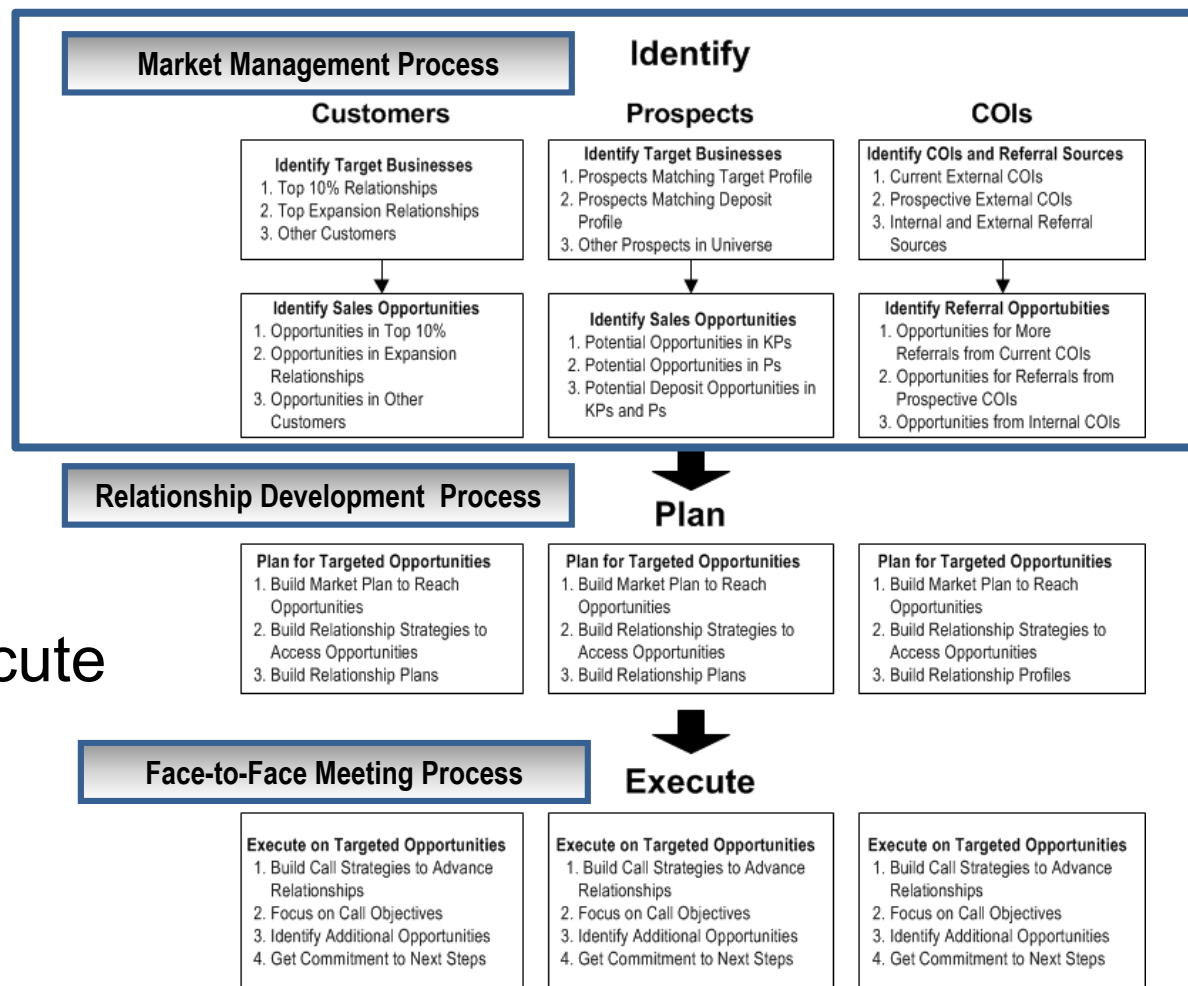 Market Management Process
Identify
Customers
Prospects
COIs
Identify Target Businesses
1. Top 10% Relationships
2. Top Expansion Relationships
3. Other Customers
Identify Target Businesses
1. Prospects Matching Target Profile
2. Prospects Matching Deposit
Profile
3. Other Prospects in Universe
Identify COIs and Referral Sources
1. Current External COIs
2. Prospective External COIs
3. Internal and External Referral
Sources
Identify Sales Opportunities
1. Opportunities in Top 10%
2. Opportunities in Expansion
Relationships
3. Opportunities in Other
Customers
Identify Sales Opportunities
1. Potential Opportunities in KPs
2. Potential Opportunities in Ps
3. Potential Deposit Opportunities in
KPs and Ps
Identify Referral Opportubities
1. Opportunities for More
Referrals from Current COIs
2. Opportunities for Referrals from
Prospective COIs
3. Opportunities from Internal COIs
Relationship Development Process
Plan
Plan for Targeted Opportunities
1. Build Market Plan to Reach
Opportunities
2. Build Relationship Strategies to
Access Opportunities
3. Build Relationship Plans
Plan for Targeted Opportunities
1. Build Market Plan to Reach
Opportunities
2. Build Relationship Strategies to
Access Opportunities
3. Build Relationship Plans
Plan for Targeted Opportunities
1. Build Market Plan to Reach
Opportunities
2. Build Relationship Strategies to
Access Opportunities
3. Build Relationship Profiles
cute
Face-to-Face Meeting Process
Execute
Execute on Targeted Opportunities
1. Build Call Strategies to Advance
Relationships
2. Focus on Call Objectives
3. Identify Additional Opportunities
4. Get Commitment to Next Steps
Execute on Targeted Opportunities
1. Build Call Strategies to Advance
Relationships
2. Focus on Call Objectives
3. Identify Additional Opportunities
4. Get Commitment to Next Steps
Execute on Targeted Opportunities
1. Build Call Strategies to Advance
Relationships
2. Focus on Call Objectives
3. Identify Additional Opportunities
4. Get Commitment to Next Steps